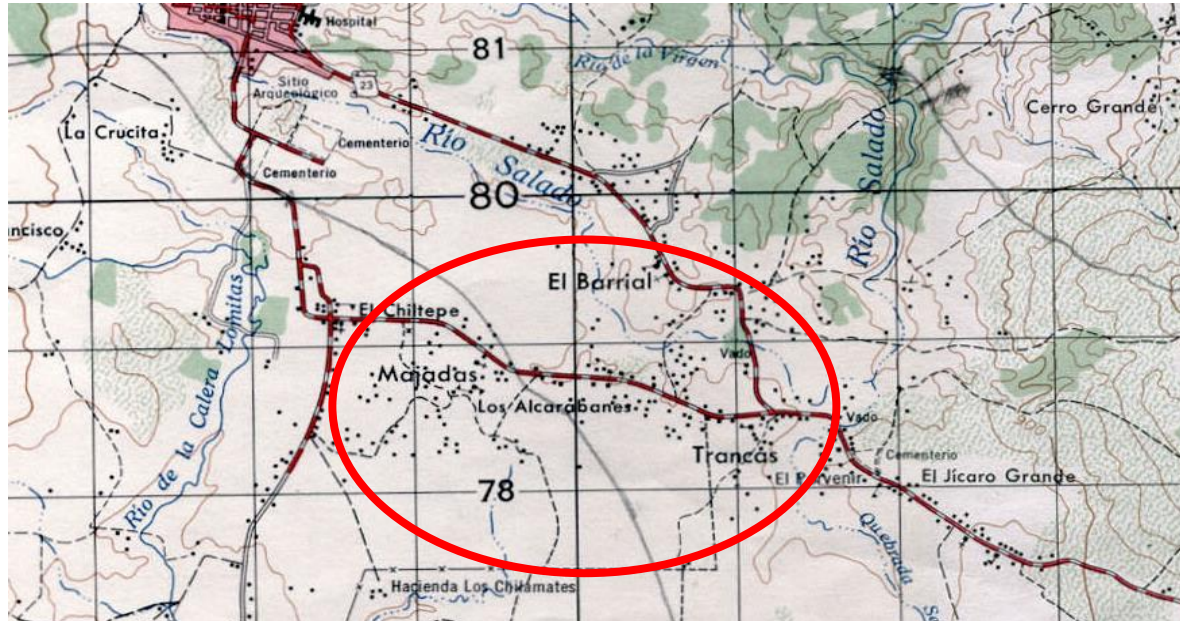 Hospital
81
Río de la Virgen
23
Sitio
Arqueológico
Cerro Grande
La Crucita
Río Salado
Cementerio
Río Salado
Cementerio
80
ncisco
El Barrial
Lomitas
El Chiltepe
Vado
Majadas
Los Alcarabanes
Vado
900
Río de la Calera
Trancas
Cementerio
El Porvenir
El Jícaro Grande
78
Quebrada
Hacienda Los Chilamates